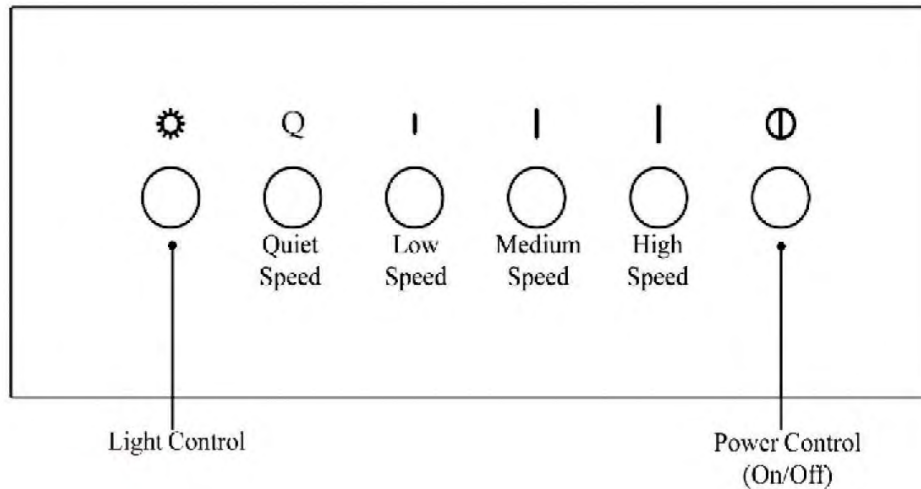 Q
Quiet
Speed
Low
Speed
Medium
Speed
High
Speed
Light Control
Power Control
(On/Off)